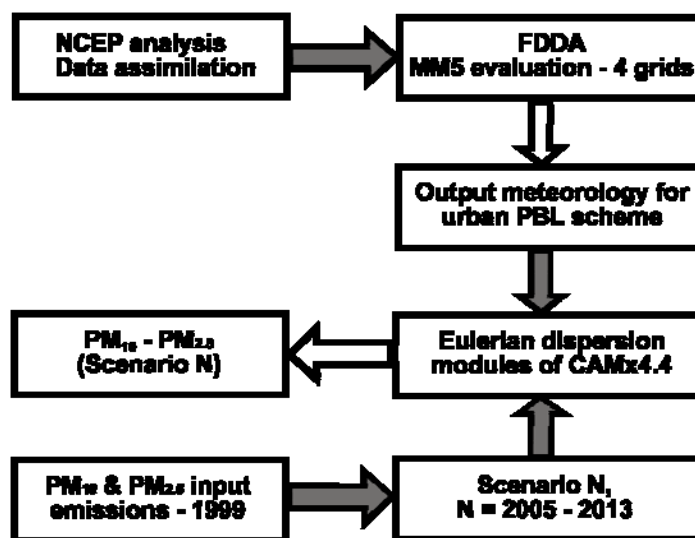 NCEP analysis
Data assimilation
FDDA
MM5 evaluation - 4 grids
Output meteorology for
urban PBL scheme
PM₁₀ - PM₂.₅
(Scenario N)
Eulerian dispersion
modules of CAMx4.4
PM₁₀ & PM₂.₅ input
emissions - 1999
Scenario N,
N = 2005 - 2013